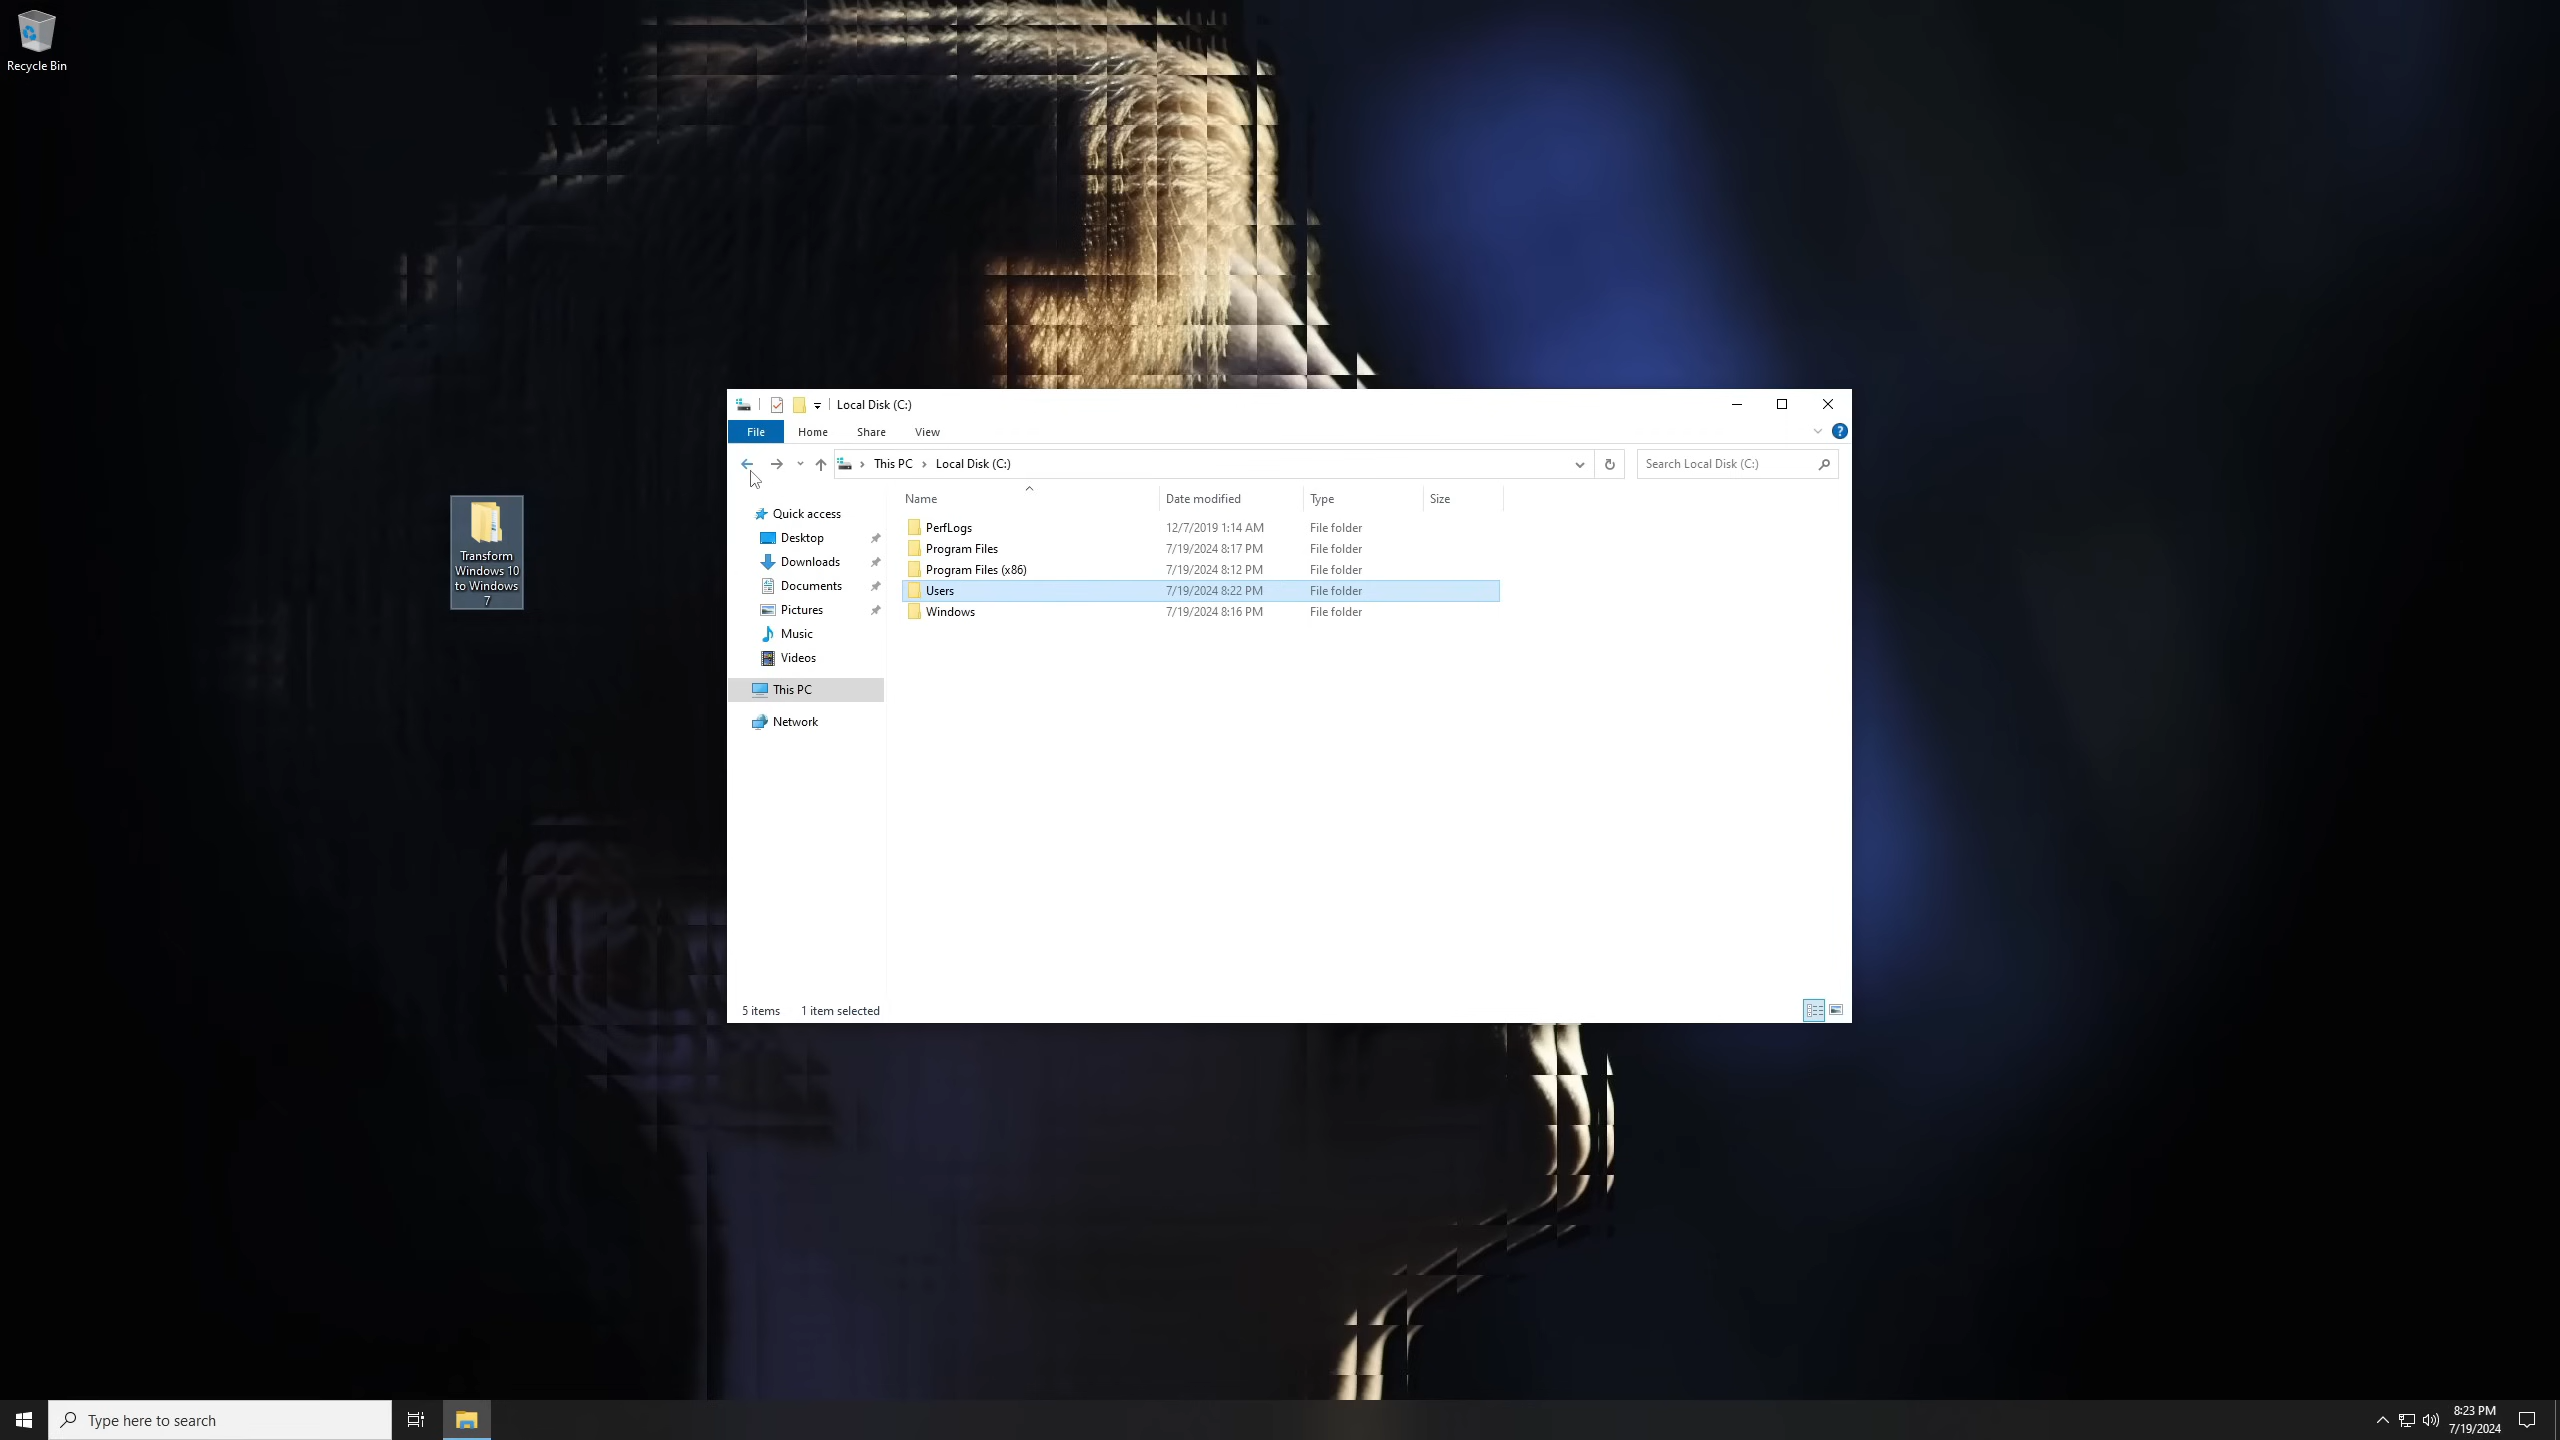 Recycle Bin
Transform
Windows 10
to Windows
7
Local Disk (C:)
File Home Share View
This PC Local Disk (C:)
Search Local Disk (C:)
Quick access
Desktop
Downloads
Documents
Pictures
Music
Videos
This PC
Network
Name Date modified Type Size
PerfLogs 12/7/2019 1:14 AM File folder
Program Files 7/19/2024 8:17 PM File folder
Program Files (x86) 7/19/2024 8:12 PM File folder
Users 7/19/2024 8:22 PM File folder
Windows 7/19/2024 8:16 PM File folder
5 items 1 item selected
Type here to search
8:23 PM
7/19/2024